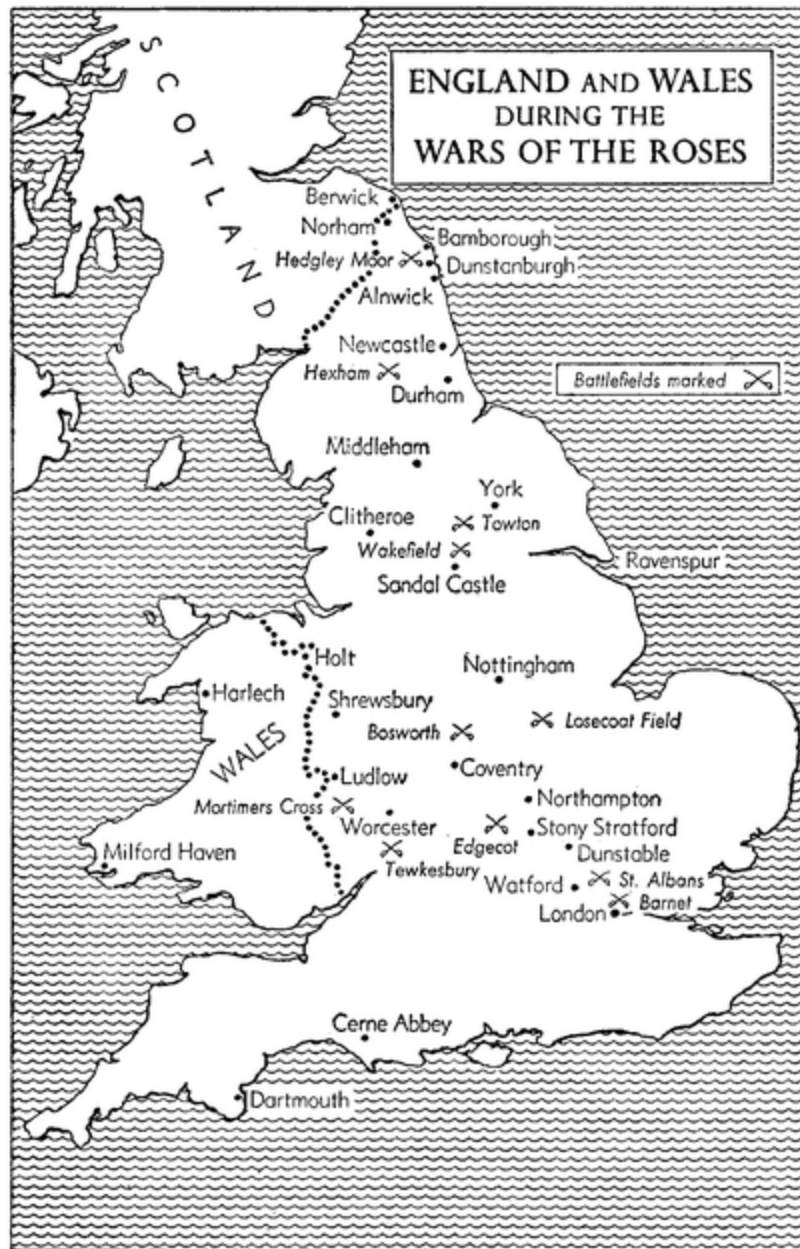 SCOTLAND
ENGLAND AND WALES
DURING THE
WARS OF THE ROSES
Berwick
Norham
Bamborough
Hedgley Moor
Dunstanburgh
Alnwick
Newcastle
Hexham
Battlefields marked
Durham
Middleham
York
Clitheroe
Towton
Wakefield
Ravenspur
Sandal Castle
Holt
Nottingham
Harlech
Shrewsbury
Bosworth
Losecoat Field
WALES
Coventry
Ludlow
Northampton
Mortimers Cross
Worcester
Stony Stratford
Edgecot
Milford Haven
Dunstable
Tewkesbury
Watford
St. Albans
Barnet
London
Cerne Abbey
Dartmouth